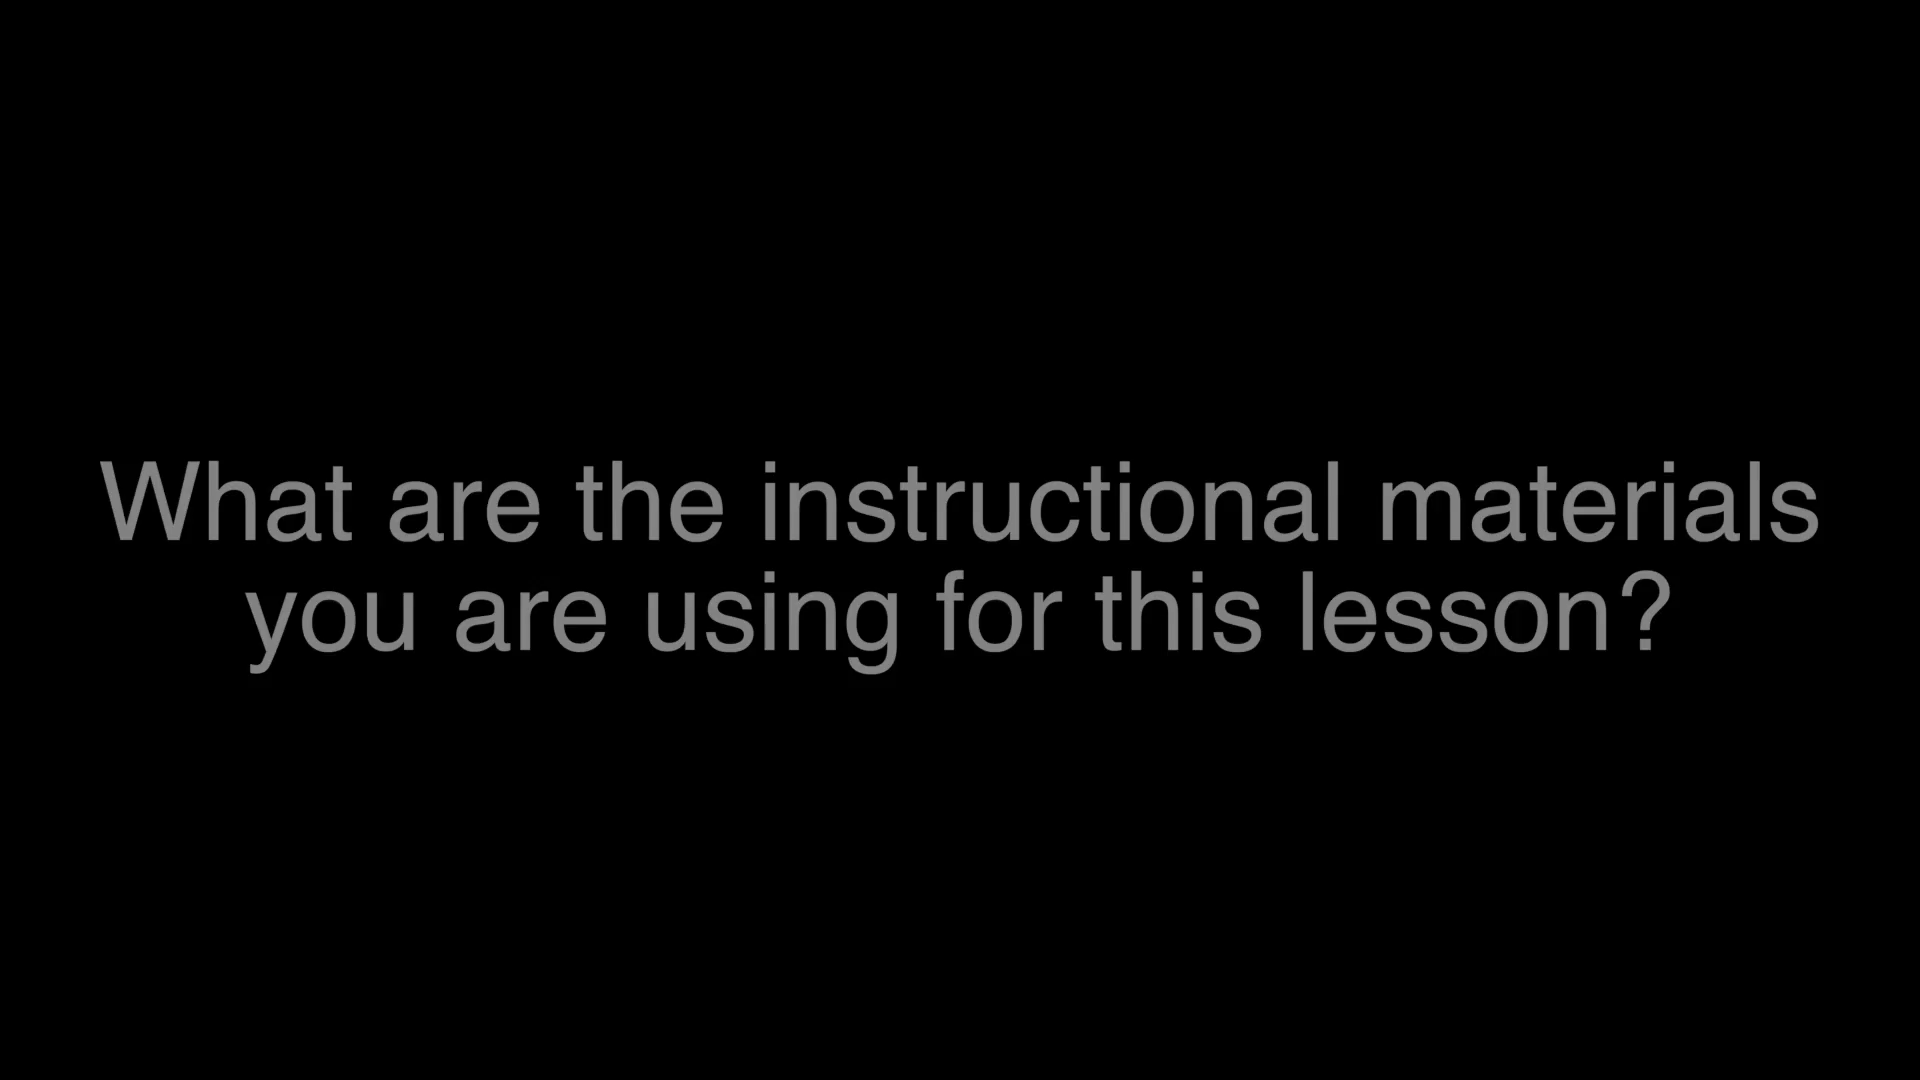 What are the instructional materials
you are using for this lesson?